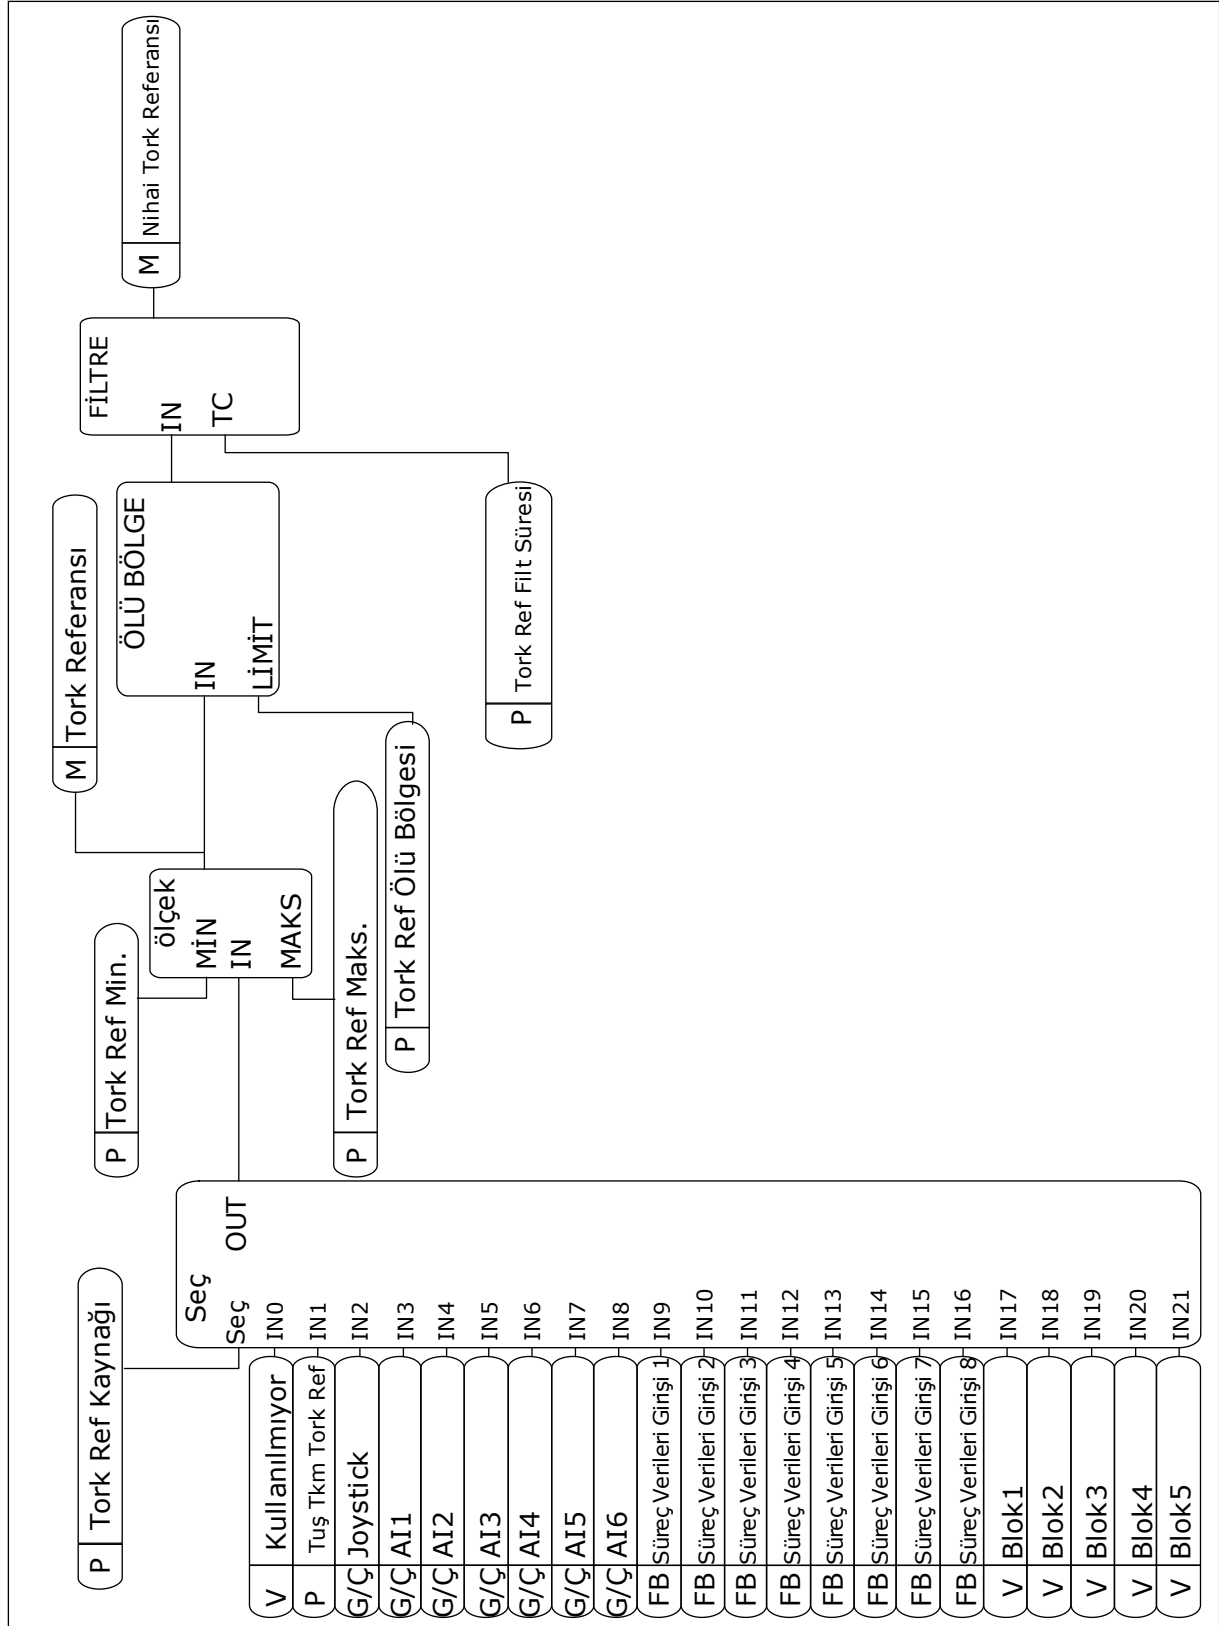 P Tork Ref Kaynağı
Seç
Seç OUT
V Kullanılmıyor IN0
P Tuş Tkm Tork Ref IN1
G/Ç Joystick IN2
G/Ç AI1 IN3
G/Ç AI2 IN4
G/Ç AI3 IN5
G/Ç AI4 IN6
G/Ç AI5 IN7
G/Ç AI6 IN8
FB Süreç Verileri Girişi 1 IN9
FB Süreç Verileri Girişi 2 IN10
FB Süreç Verileri Girişi 3 IN11
FB Süreç Verileri Girişi 4 IN12
FB Süreç Verileri Girişi 5 IN13
FB Süreç Verileri Girişi 6 IN14
FB Süreç Verileri Girişi 7 IN15
FB Süreç Verileri Girişi 8 IN16
V Blok1 IN17
V Blok2 IN18
V Blok3 IN19
V Blok4 IN20
V Blok5 IN21
P Tork Ref Min.
ölçek
MİN
IN
MAKS
P Tork Ref Maks.
P Tork Ref Ölü Bölgesi
M Tork Referansı
ÖLÜ BÖLGE
IN
LİMİT
P Tork Ref Filt Süresi
FİLTRE
IN
TC
M Nihai Tork Referansı